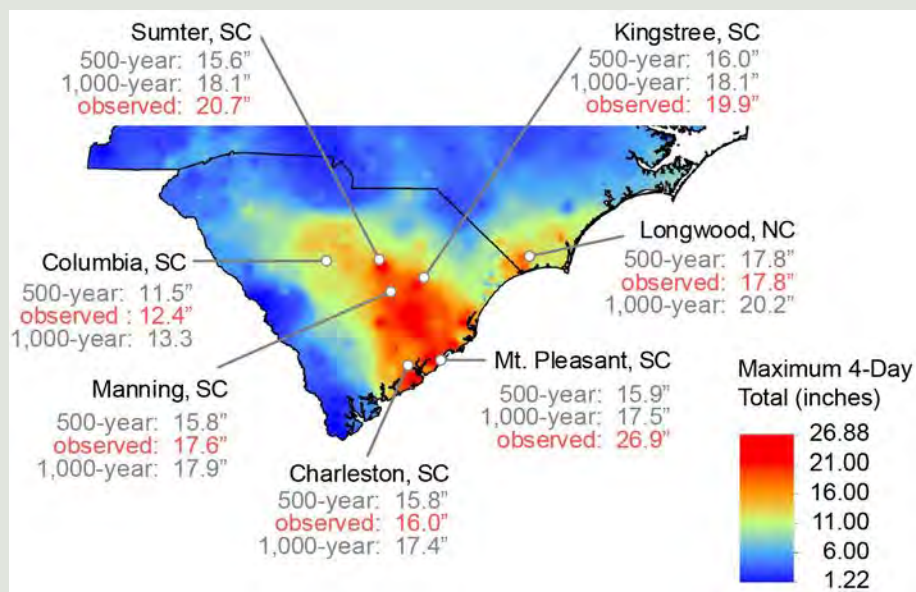 Sumter, SC
500-year: 15.6”
1,000-year: 18.1”
observed: 20.7”
Kingstree, SC
500-year: 16.0”
1,000-year: 18.1”
observed: 19.9”
Longwood, NC
500-year: 17.8”
observed: 17.8”
1,000-year: 20.2”
Columbia, SC
500-year: 11.5”
observed : 12.4”
1,000-year: 13.3
Manning, SC
500-year: 15.8”
observed: 17.6”
1,000-year: 17.9”
Mt. Pleasant, SC
500-year: 15.9”
1,000-year: 17.5”
observed: 26.9”
Charleston, SC
500-year: 15.8”
observed: 16.0”
1,000-year: 17.4”
Maximum 4-Day
Total (inches)
26.88
21.00
16.00
11.00
6.00
1.22